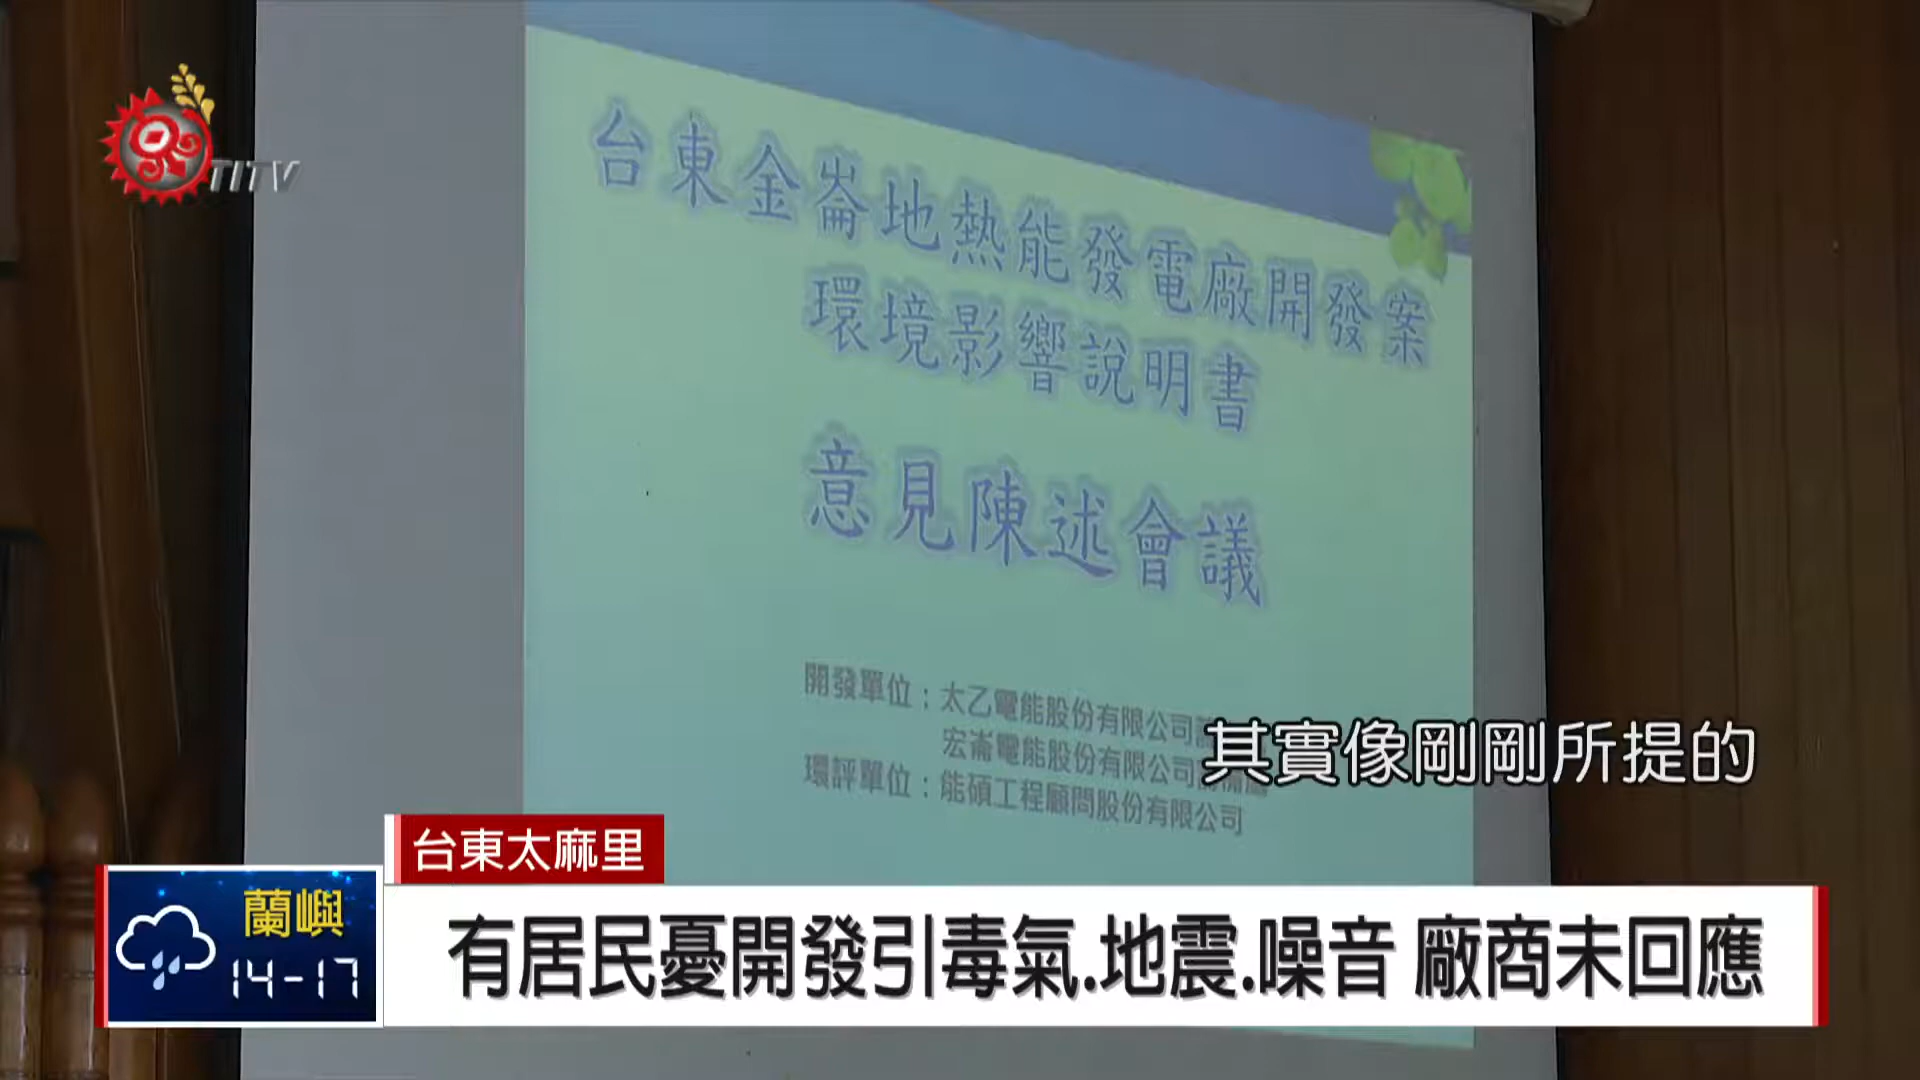 TITV
台東金崙地熱能發電廠開發案
環境影響說明書
意見陳述會議
開發單位：太乙電能股份有限公司
宏崙電能股份有限公司
環評單位：能碩工程顧問股份有限公司
其實像剛剛所提的
台東太麻里
蘭嶼
14-17
有居民憂開發引毒氣.地震.噪音 廠商未回應